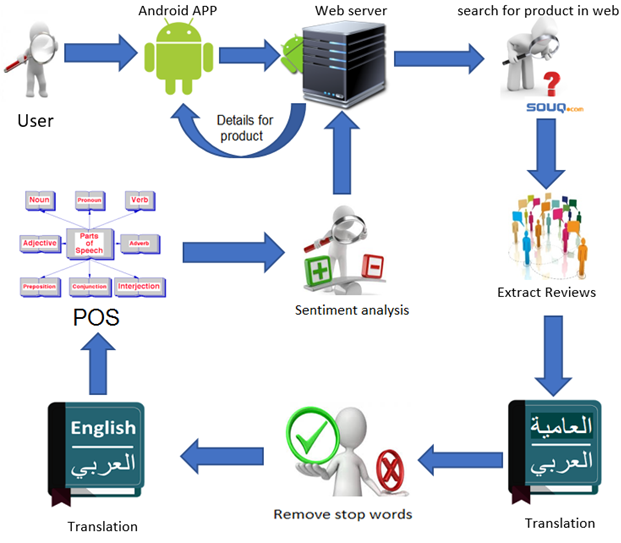 Android APP
Web server
search for product in web
User
Details for
product
?
SOUQ.com
Noun
Pronoun
Verb
Adjective
Parts
of
Speech
Adverb
Preposition
Conjunction
Interjection
POS
Sentiment analysis
Extract Reviews
English
العربي
Translation
Remove stop words
العامية
العربي
Translation